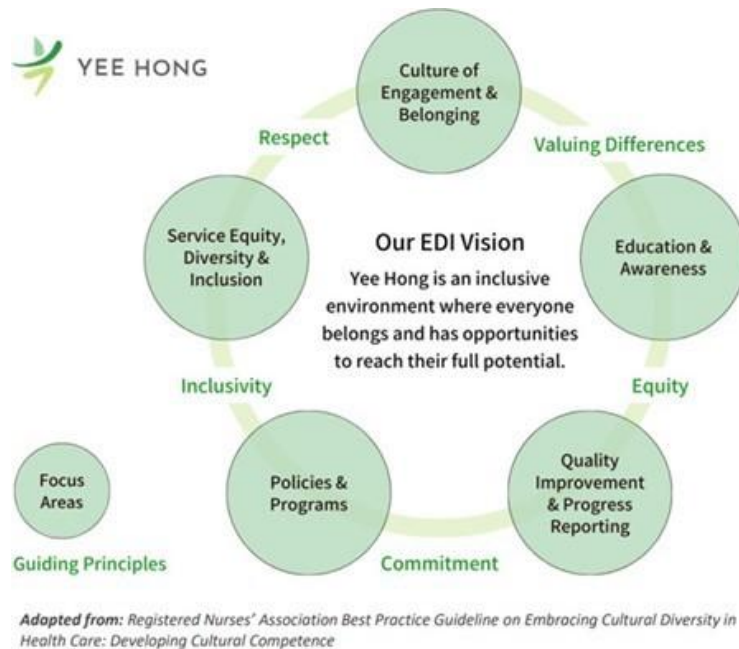 YEE HONG
Culture of
Engagement &
Belonging
Respect
Valuing Differences
Service Equity,
Diversity &
Inclusion
Our EDI Vision
Yee Hong is an inclusive
environment where everyone
belongs and has opportunities
to reach their full potential.
Education &
Awareness
Inclusivity
Equity
Focus
Areas
Policies &
Programs
Quality
Improvement
& Progress
Reporting
Guiding Principles
Commitment
Adapted from: Registered Nurses' Association Best Practice Guideline on Embracing Cultural Diversity in
Health Care: Developing Cultural Competence